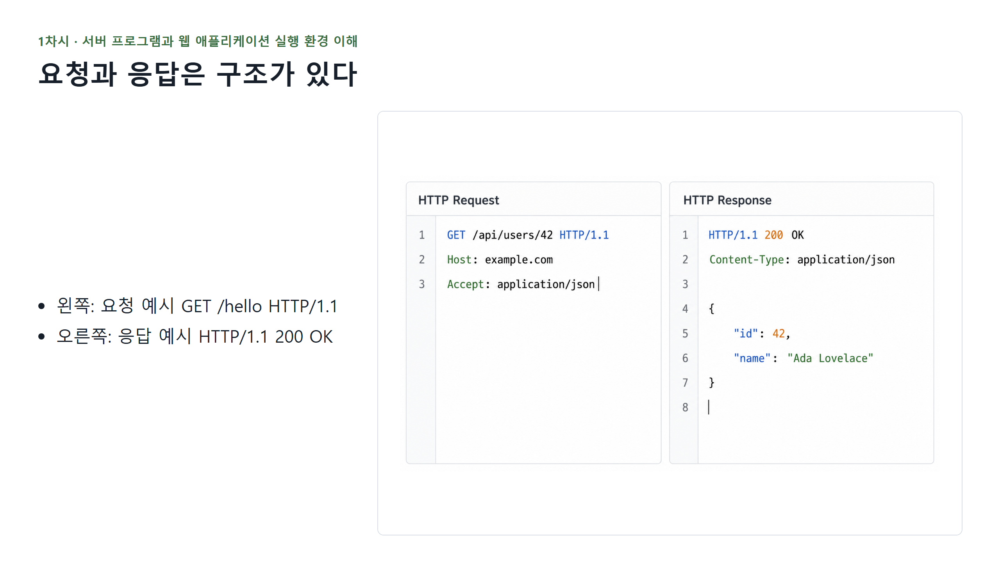 1차시 · 서버 프로그램과 웹 애플리케이션 실행 환경 이해
요청과 응답은 구조가 있다
• 왼쪽: 요청 예시 GET /hello HTTP/1.1
• 오른쪽: 응답 예시 HTTP/1.1 200 OK
HTTP Request
1 GET /api/users/42 HTTP/1.1
2 Host: example.com
3 Accept: application/json
HTTP Response
1 HTTP/1.1 200 OK
2 Content-Type: application/json
3
4 {
5 "id": 42,
6 "name": "Ada Lovelace"
7 }
8